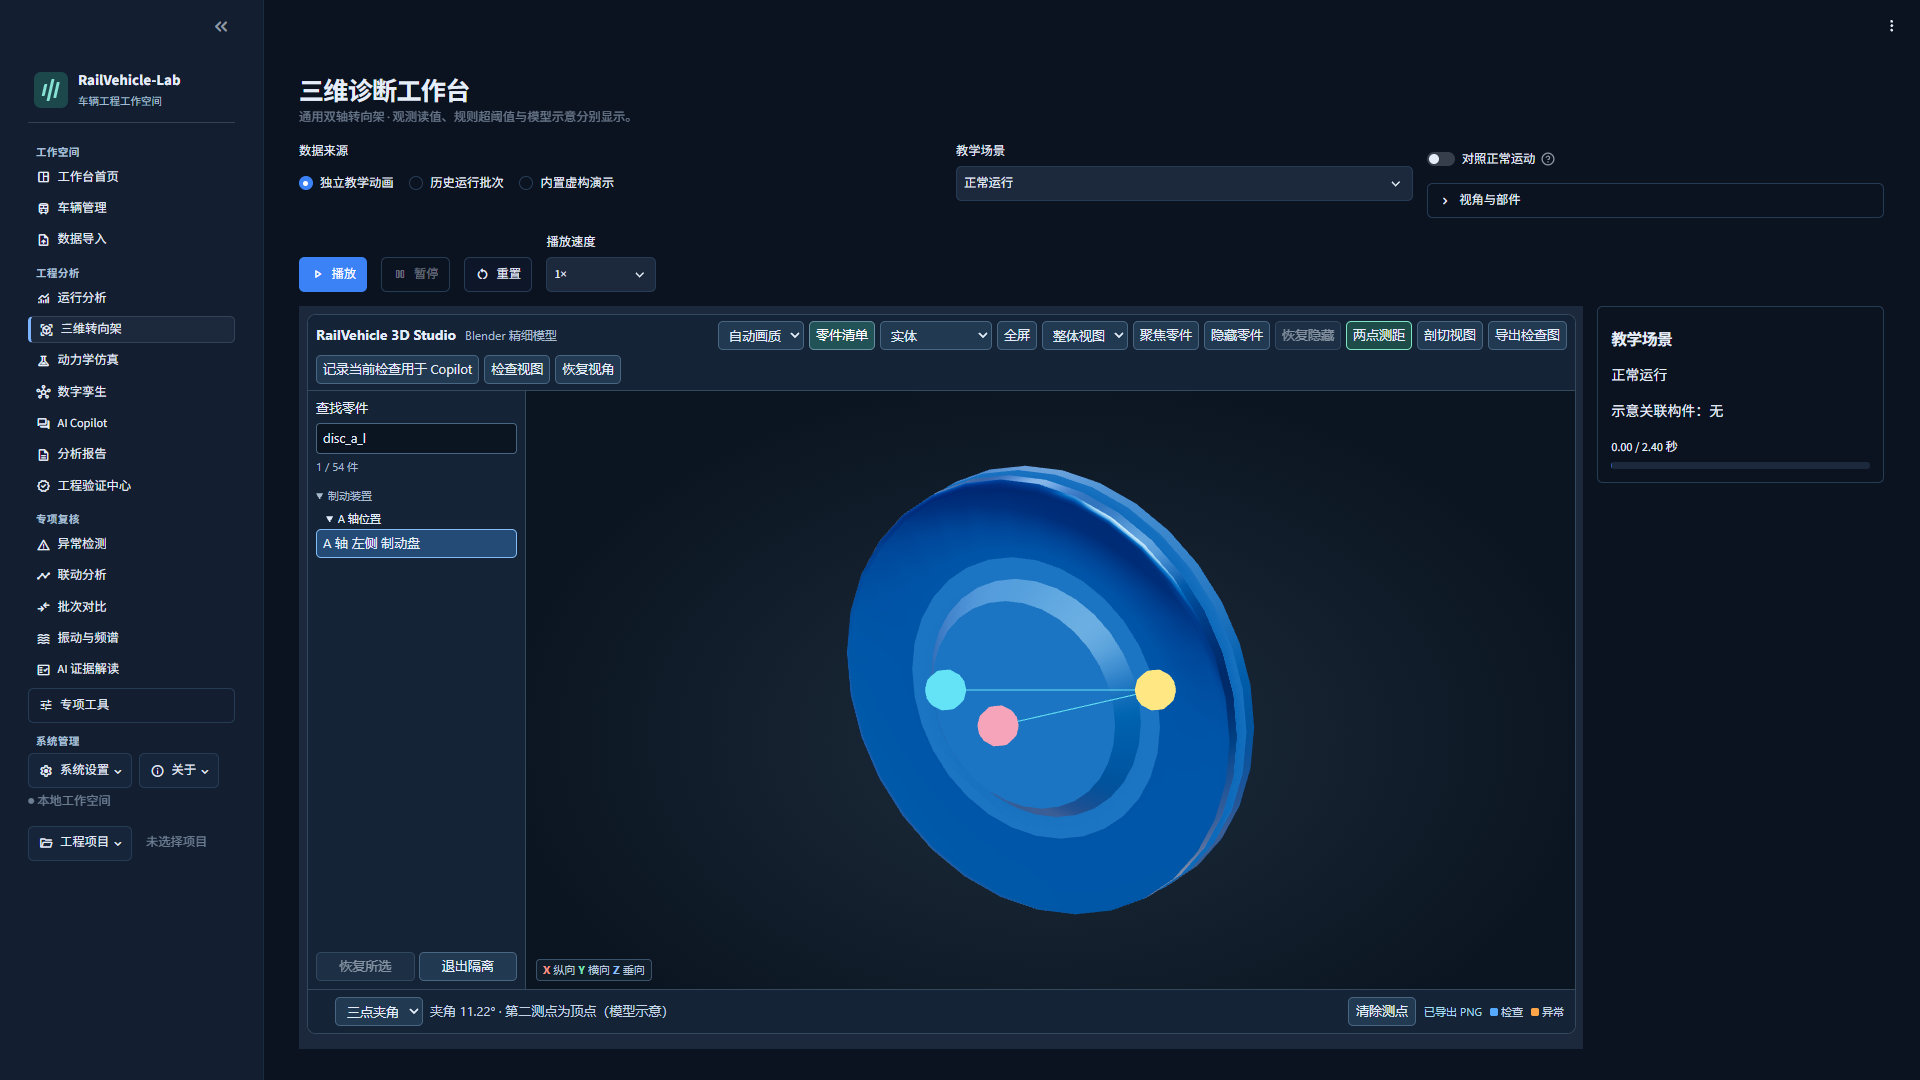 RailVehicle-Lab
车辆工程工作空间
工作空间
工作台首页
车辆管理
数据导入
工程分析
运行分析
三维转向架
动力学仿真
数字孪生
AI Copilot
分析报告
工程验证中心
专项复核
异常检测
联动分析
批次对比
振动与频谱
AI 证据解读
专项工具
系统管理
系统设置
关于
本地工作空间
工程项目
未选择项目
三维诊断工作台
通用双轴转向架 · 观测读值、规则超阈值与模型示意分别显示。
数据来源
独立教学动画
历史运行批次
内置虚构演示
教学场景
正常运行
对照正常运动
视角与部件
播放
暂停
重置
播放速度
1×
RailVehicle 3D Studio
Blender 精细模型
自动画质
零件清单
实体
全屏
整体视图
聚焦零件
隐藏零件
恢复隐藏
两点测距
剖切视图
导出检查图
记录当前检查用于 Copilot
检查视图
恢复视角
查找零件
disc_a_l
1 / 54 件
制动装置
A 轴位置
A 轴 左侧 制动盘
恢复所选
退出隔离
X 纵向 Y 横向 Z 垂向
三点夹角
夹角 11.22° · 第二测点为顶点（模型示意）
清除测点
已导出 PNG
检查
异常
教学场景
正常运行
示意关联构件：无
0.00 / 2.40 秒